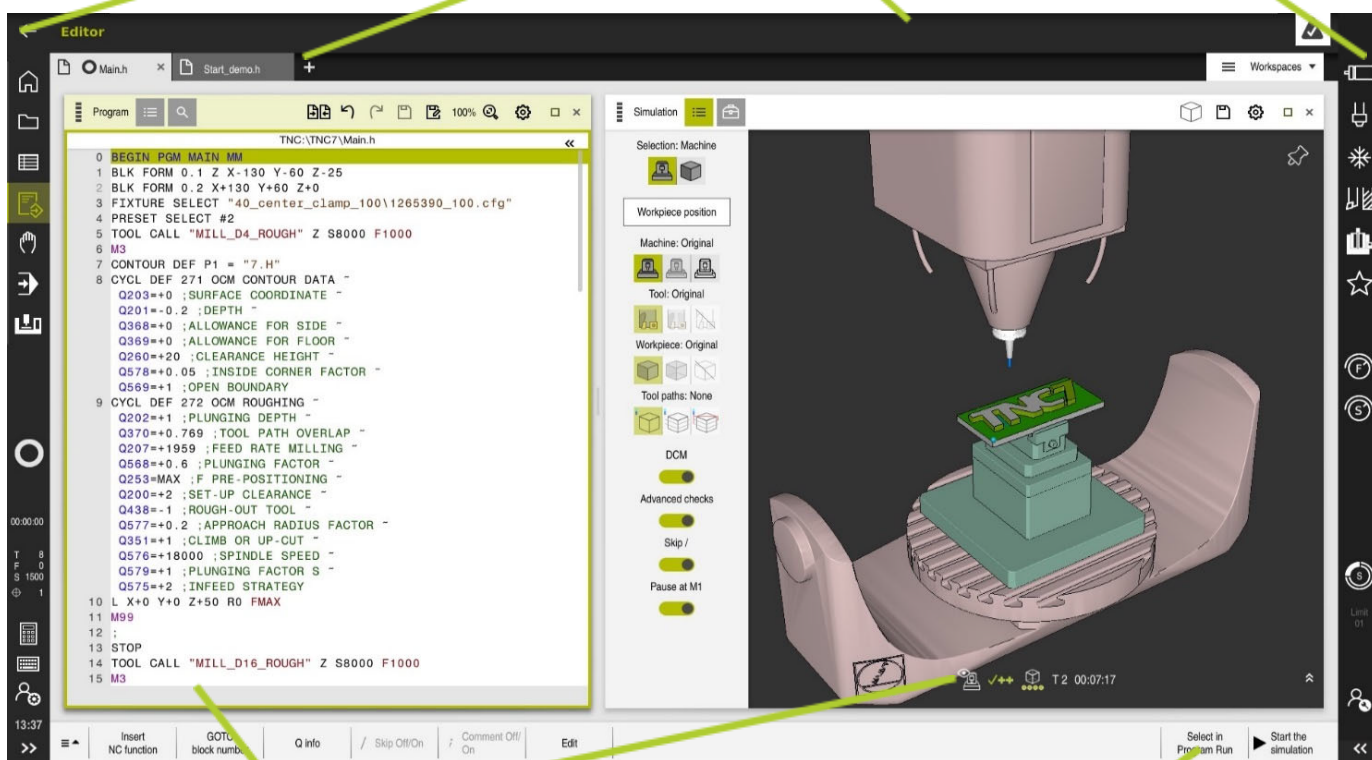 Editor
Main.h
Start_demo.h
Workspaces
Program
100%
TNC:\TNC7\Main.h
0 BEGIN PGM MAIN MM
1 BLK FORM 0.1 Z X-130 Y-60 Z-25
2 BLK FORM 0.2 X+130 Y+60 Z+0
3 FIXTURE SELECT "40_center_clamp_100\1265390_100.cfg"
4 PRESET SELECT #2
5 TOOL CALL "MILL_D4_ROUGH" Z S8000 F1000
6 M3
7 CONTOUR DEF P1 = "7.H"
8 CYCL DEF 271 OCM CONTOUR DATA ~
Q203=+0 ;SURFACE COORDINATE ~
Q201=-0.2 ;DEPTH ~
Q368=+0 ;ALLOWANCE FOR SIDE ~
Q369=+0 ;ALLOWANCE FOR FLOOR ~
Q260=+20 ;CLEARANCE HEIGHT ~
Q578=+0.05 ;INSIDE CORNER FACTOR ~
Q569=+1 ;OPEN BOUNDARY
9 CYCL DEF 272 OCM ROUGHING ~
Q202=+1 ;PLUNGING DEPTH ~
Q370=+0.769 ;TOOL PATH OVERLAP ~
Q207=+1959 ;FEED RATE MILLING ~
Q568=+0.6 ;PLUNGING FACTOR ~
Q253=MAX ;F PRE-POSITIONING ~
Q200=+2 ;SET-UP CLEARANCE ~
Q438=-1 ;ROUGH-OUT TOOL ~
Q577=+0.2 ;APPROACH RADIUS FACTOR ~
Q351=+1 ;CLIMB OR UP-CUT ~
Q576=+18000 ;SPINDLE SPEED ~
Q579=+1 ;PLUNGING FACTOR S ~
Q575=+2 ;INFEED STRATEGY
10 L X+0 Y+0 Z+50 R0 FMAX
11 M99
12 ;
13 STOP
14 TOOL CALL "MILL_D16_ROUGH" Z S8000 F1000
15 M3
Simulation
Selection: Machine
Workpiece position
Machine: Original
Tool: Original
Workpiece: Original
Tool paths: None
DCM
Advanced checks
Skip /
Pause at M1
TNC7
T 2 00:07:17
F
S
S
Limit
01
00:00:00
T 8
F 0
S 1500
1
13:37
Insert
NC function
GOTO
block number
Q info
/ Skip Off/On
; Comment Off/
On
Edit
Select in
Program Run
Start the
simulation